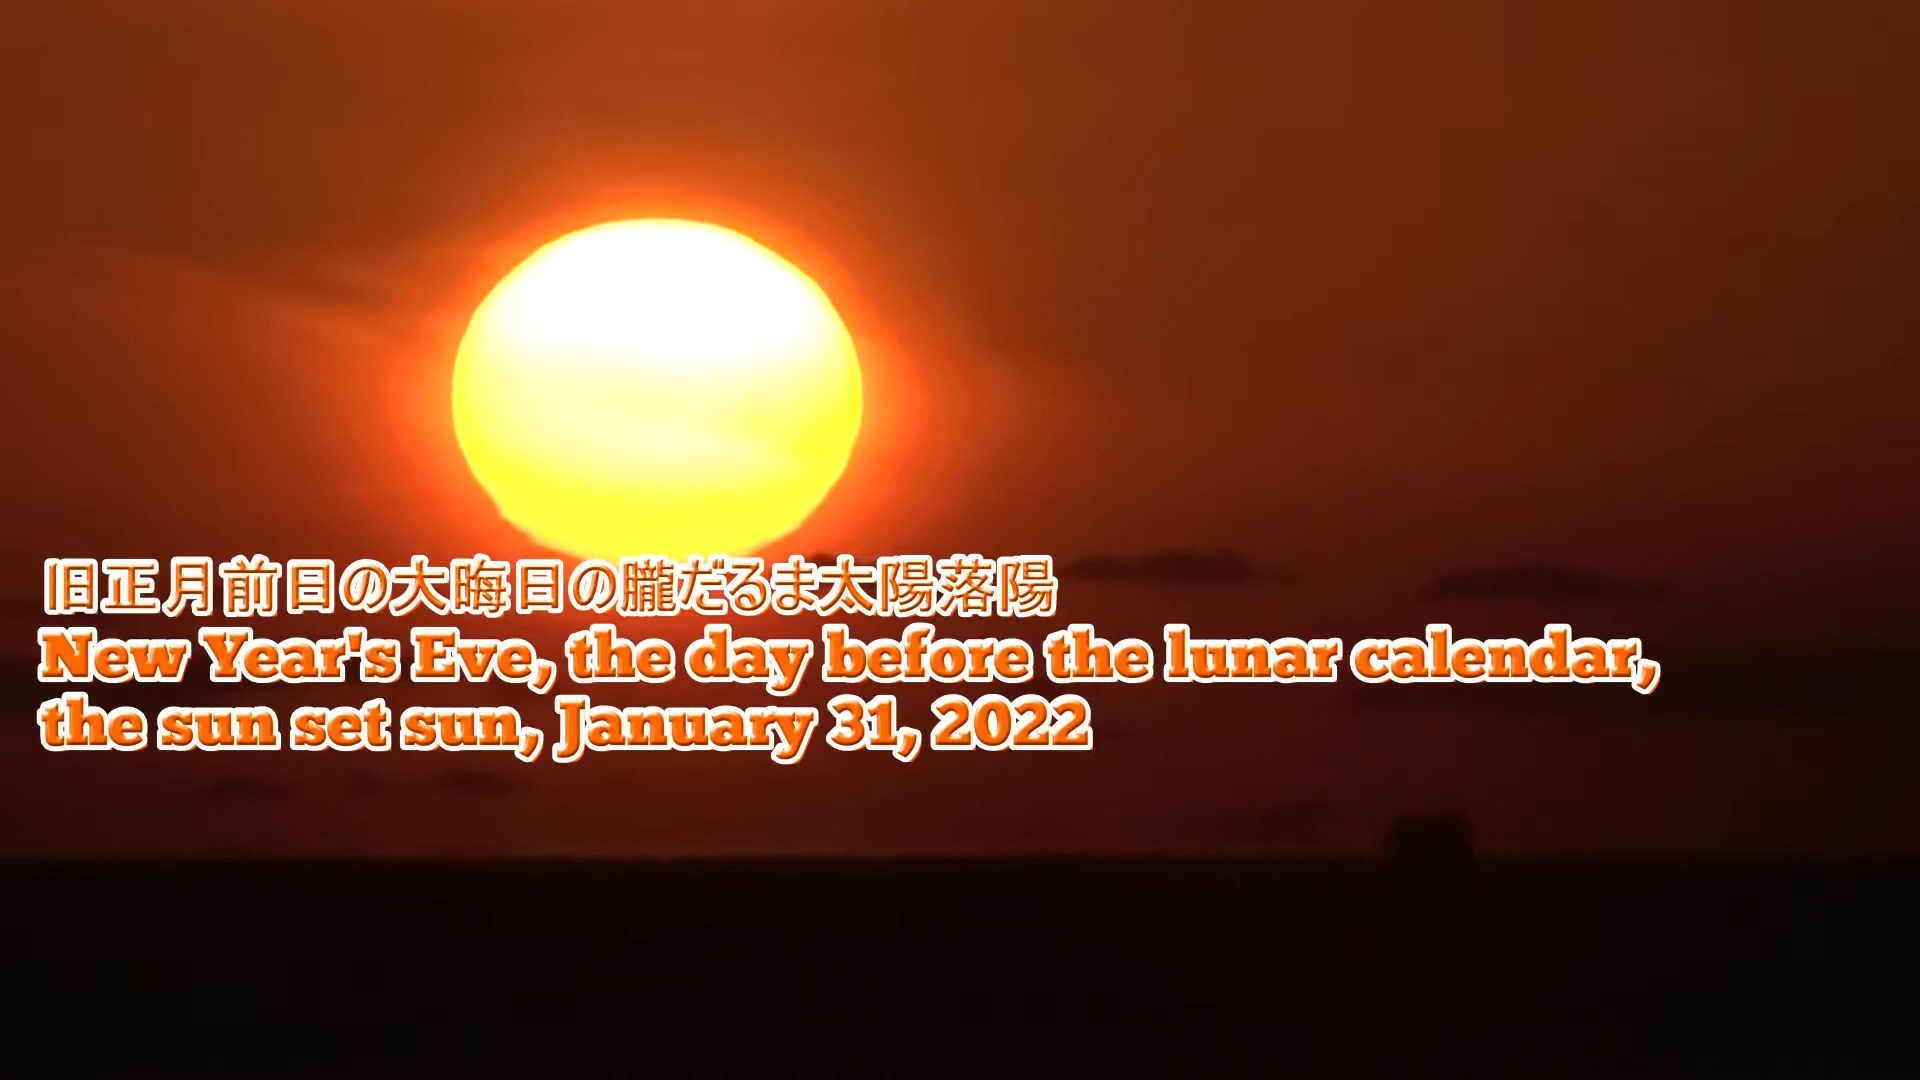 旧正月前日の大晦日の朧だるま太陽落陽
New Year's Eve, the day before the lunar calendar,
the sun set sun, January 31, 2022